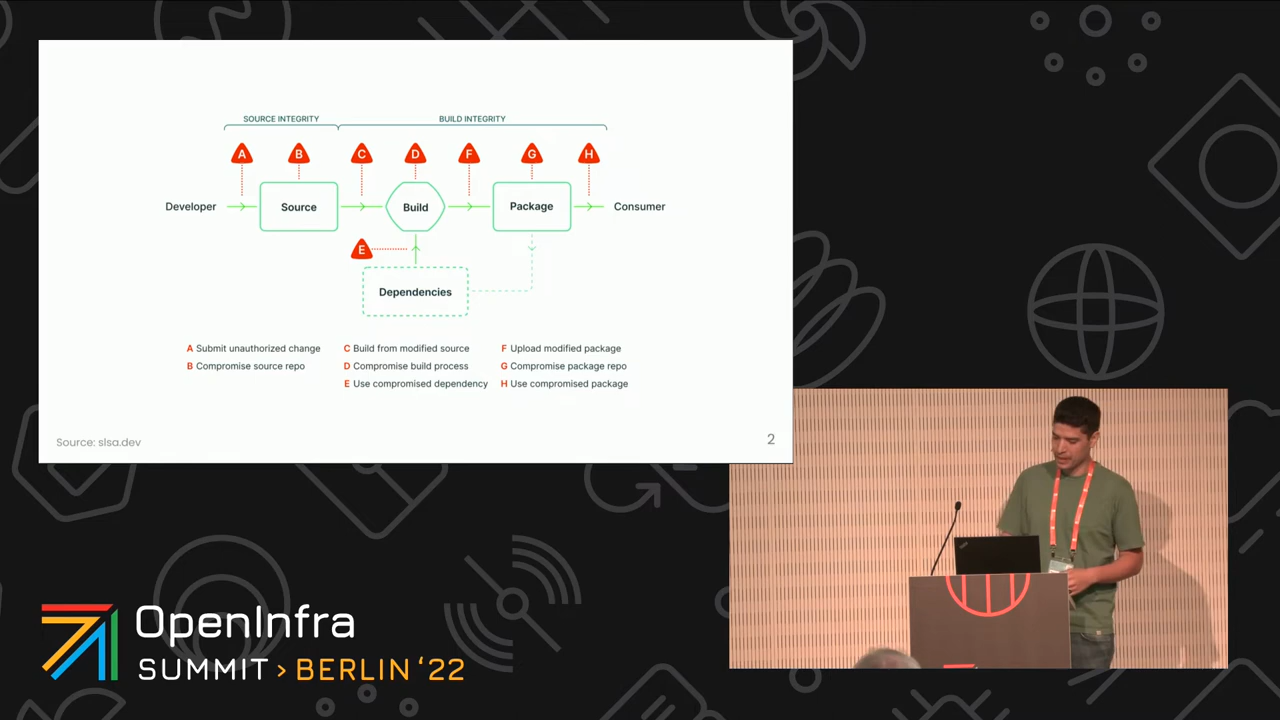 SOURCE INTEGRITY
BUILD INTEGRITY
A
B
C
D
F
G
H
Developer
Source
Build
Package
Consumer
E
Dependencies
A Submit unauthorized change
B Compromise source repo
C Build from modified source
D Compromise build process
E Use compromised dependency
F Upload modified package
G Compromise package repo
H Use compromised package
Source: slsa.dev
2
OpenInfra
SUMMIT > BERLIN ‘22